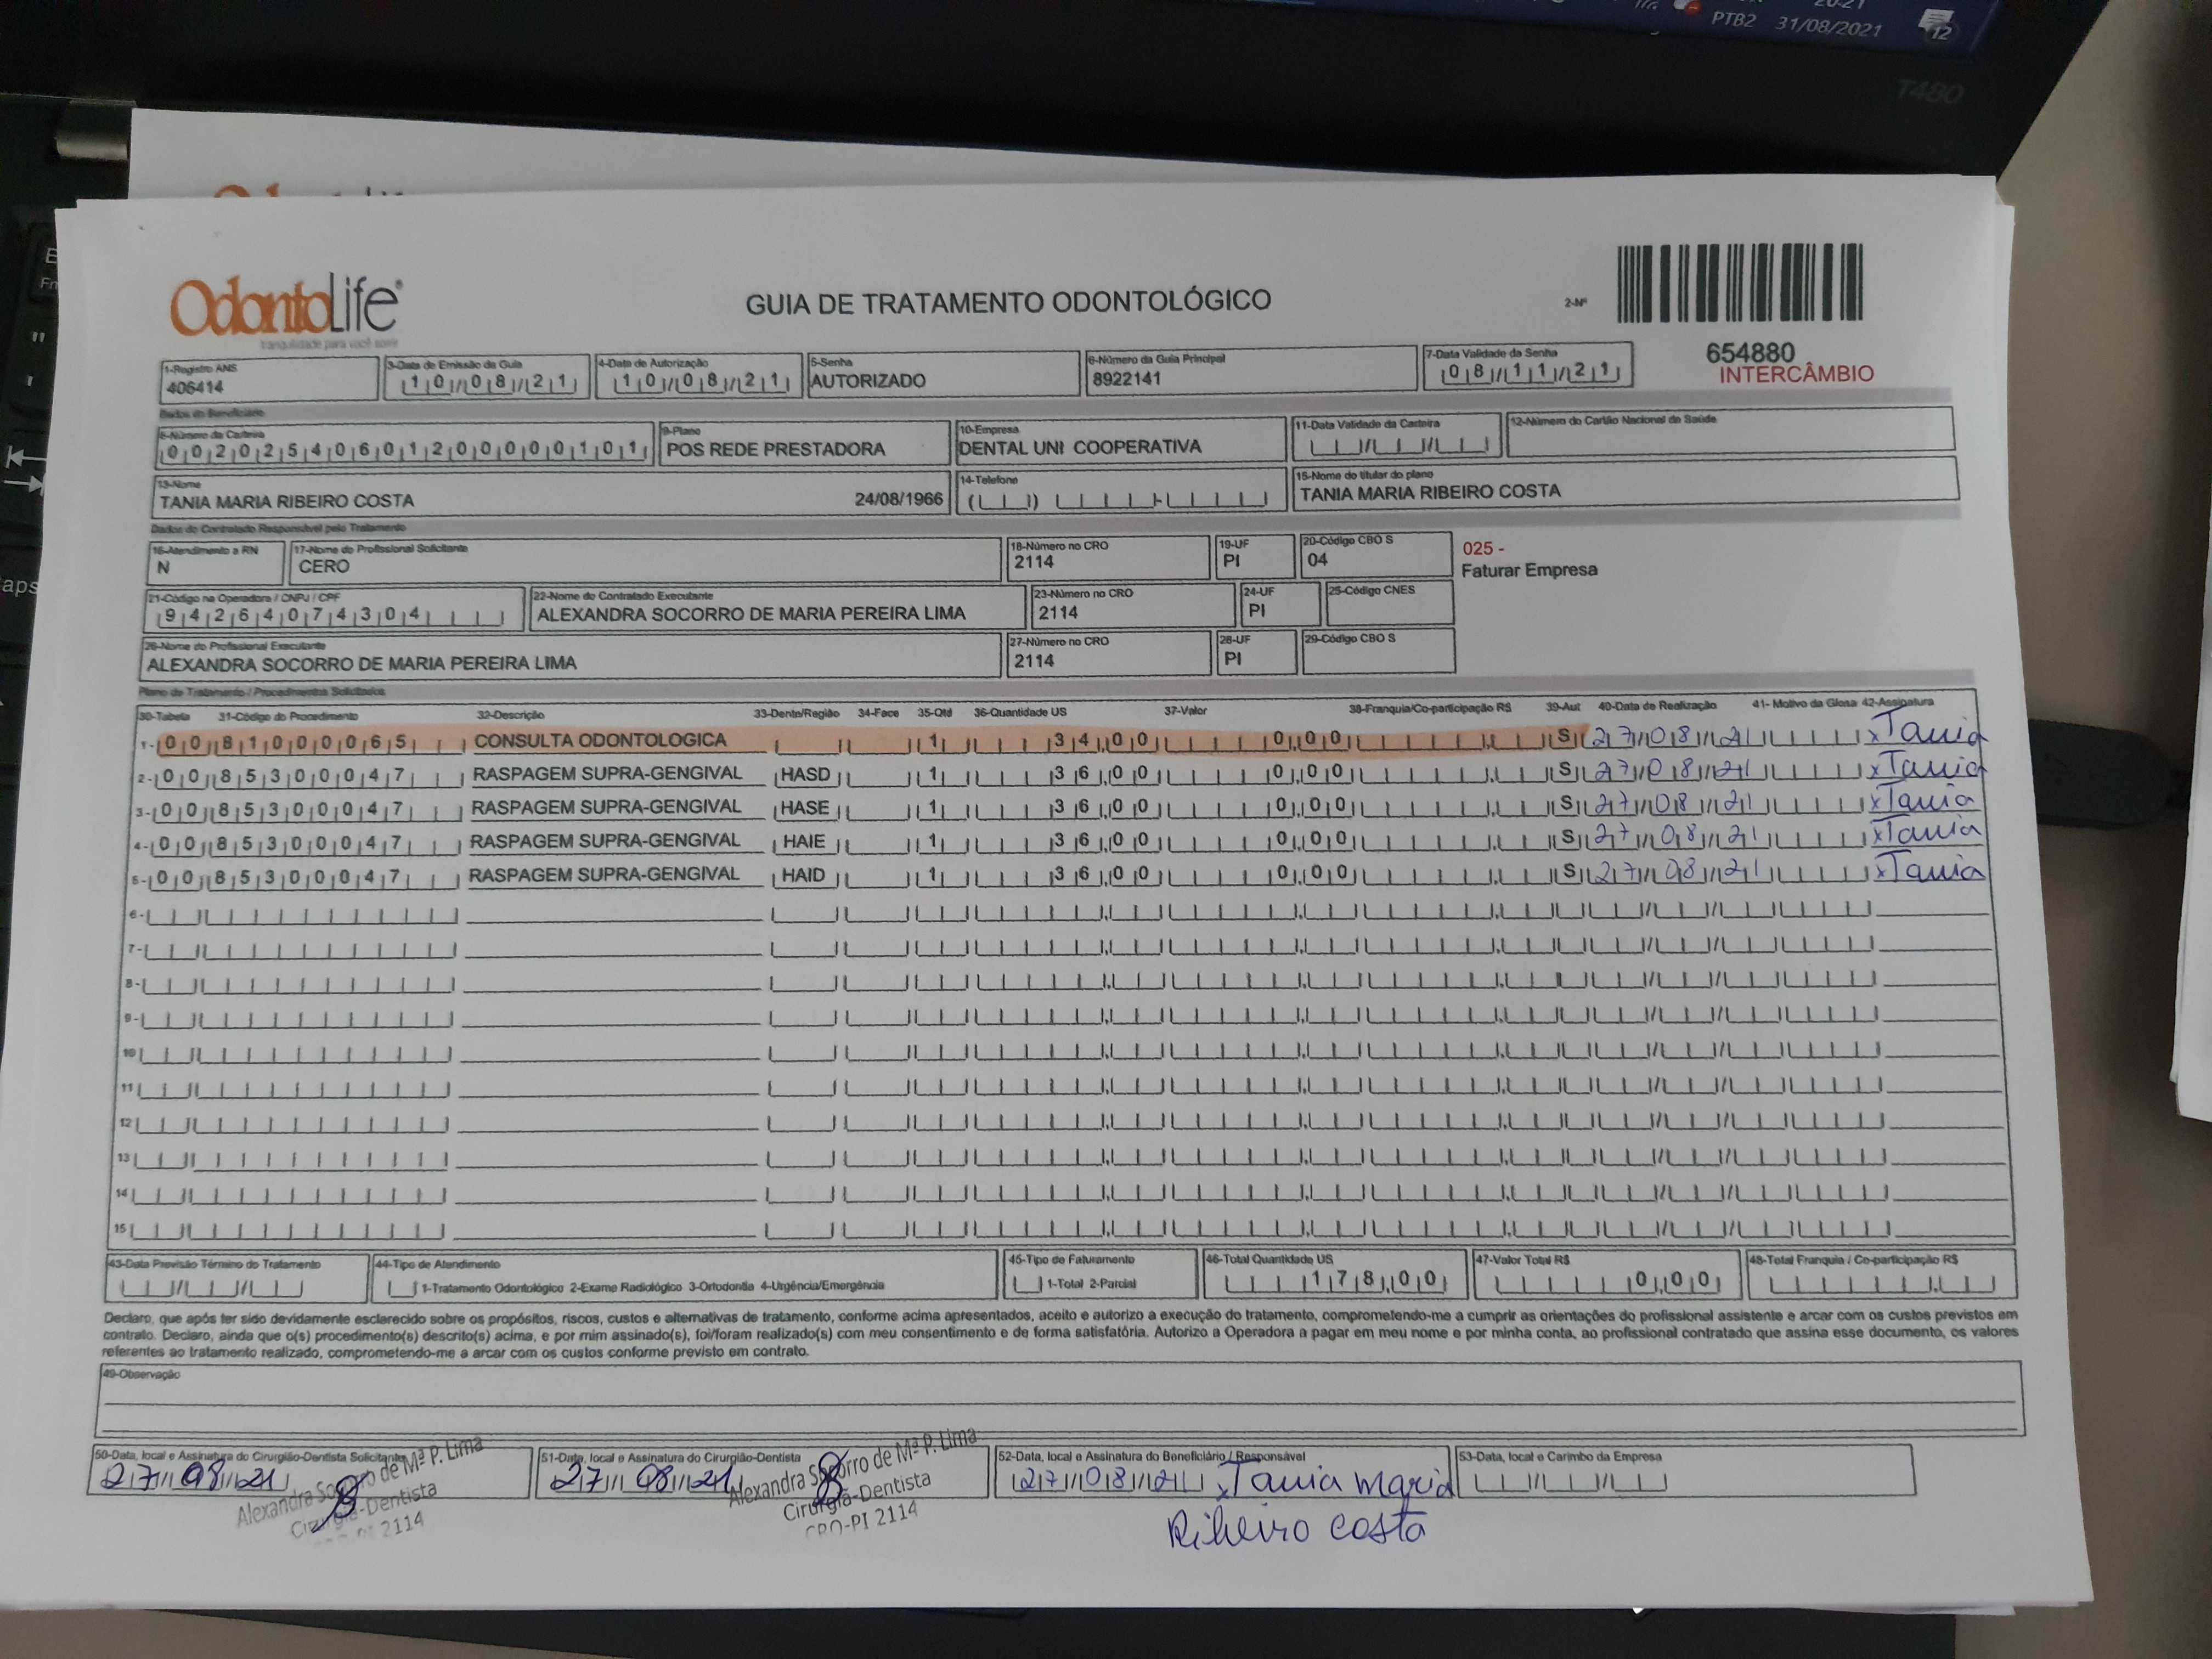 PTB2 31/08/2021
12
T480
OdontoLife
tranquilidade para você sorrir
GUIA DE TRATAMENTO ODONTOLÓGICO
2-Nº
654880
INTERCÂMBIO
1-Registro ANS
406414
3-Data de Emissão da Guia
10/08/21
4-Data de Autorização
10/08/21
5-Senha
AUTORIZADO
6-Número da Guia Principal
8922141
7-Data Validade da Senha
08/11/21
Dados do Beneficiário
8-Número da Carteira
00202540601200000101
9-Plano
POS REDE PRESTADORA
10-Empresa
DENTAL UNI COOPERATIVA
11-Data Validade da Carteira
12-Número do Cartão Nacional de Saúde
13-Nome
TANIA MARIA RIBEIRO COSTA 24/08/1966
14-Telefone
15-Nome do titular do plano
TANIA MARIA RIBEIRO COSTA
Dados do Contratado Responsável pelo Tratamento
16-Atendimento a RN
N
17-Nome do Profissional Solicitante
CERO
18-Número no CRO
2114
19-UF
PI
20-Código CBO S
04
025 -
Faturar Empresa
21-Código na Operadora / CNPJ / CPF
94264074304
22-Nome do Contratado Executante
ALEXANDRA SOCORRO DE MARIA PEREIRA LIMA
23-Número no CRO
2114
24-UF
PI
25-Código CNES
26-Nome do Profissional Executante
ALEXANDRA SOCORRO DE MARIA PEREIRA LIMA
27-Número no CRO
2114
28-UF
PI
29-Código CBO S
Plano de Tratamento / Procedimentos Solicitados
30-Tabela 31-Código do Procedimento 32-Descrição 33-Dente/Região 34-Face 35-Qtd 36-Quantidade US 37-Valor 38-Franquia/Co-participação R$ 39-Aut 40-Data de Realização 41- Motivo da Glosa 42-Assinatura
1- 00 81000065 CONSULTA ODONTOLOGICA 1 34,00 0,00 S 27/08/21 x Tania
2- 00 85300047 RASPAGEM SUPRA-GENGIVAL HASD 1 36,00 0,00 S 27/08/21 x Tania
3- 00 85300047 RASPAGEM SUPRA-GENGIVAL HASE 1 36,00 0,00 S 27/08/21 x Tania
4- 00 85300047 RASPAGEM SUPRA-GENGIVAL HAIE 1 36,00 0,00 S 27/08/21 x Tania
5- 00 85300047 RASPAGEM SUPRA-GENGIVAL HAID 1 36,00 0,00 S 27/08/21 x Tania
6-
7-
8-
9-
10
11
12
13
14
15
43-Data Previsão Término do Tratamento
44-Tipo de Atendimento
1-Tratamento Odontológico 2-Exame Radiológico 3-Ortodontia 4-Urgência/Emergência
45-Tipo de Faturamento
1-Total 2-Parcial
46-Total Quantidade US
178,00
47-Valor Total R$
0,00
48-Total Franquia / Co-participação R$
Declaro, que após ter sido devidamente esclarecido sobre os propósitos, riscos, custos e alternativas de tratamento, conforme acima apresentados, aceito e autorizo a execução do tratamento, comprometendo-me a cumprir as orientações do profissional assistente e arcar com os custos previstos em
contrato. Declaro, ainda que o(s) procedimento(s) descrito(s) acima, e por mim assinado(s), foi/foram realizado(s) com meu consentimento e de forma satisfatória. Autorizo a Operadora a pagar em meu nome e por minha conta, ao profissional contratado que assina esse documento, os valores
referentes ao tratamento realizado, comprometendo-me a arcar com os custos conforme previsto em contrato.
49-Observação
50-Data, local e Assinatura do Cirurgião-Dentista Solicitante
27/08/21
Alexandra Socorro de Mª P. Lima
Cirurgiã-Dentista
2114
51-Data, local e Assinatura do Cirurgião-Dentista
27/08/21
Alexandra Socorro de Mª P. Lima
Cirurgiã-Dentista
CRO-PI 2114
52-Data, local e Assinatura do Beneficiário / Responsável
27/08/21 x Tania Maria
Ribeiro Costa
53-Data, local e Carimbo da Empresa